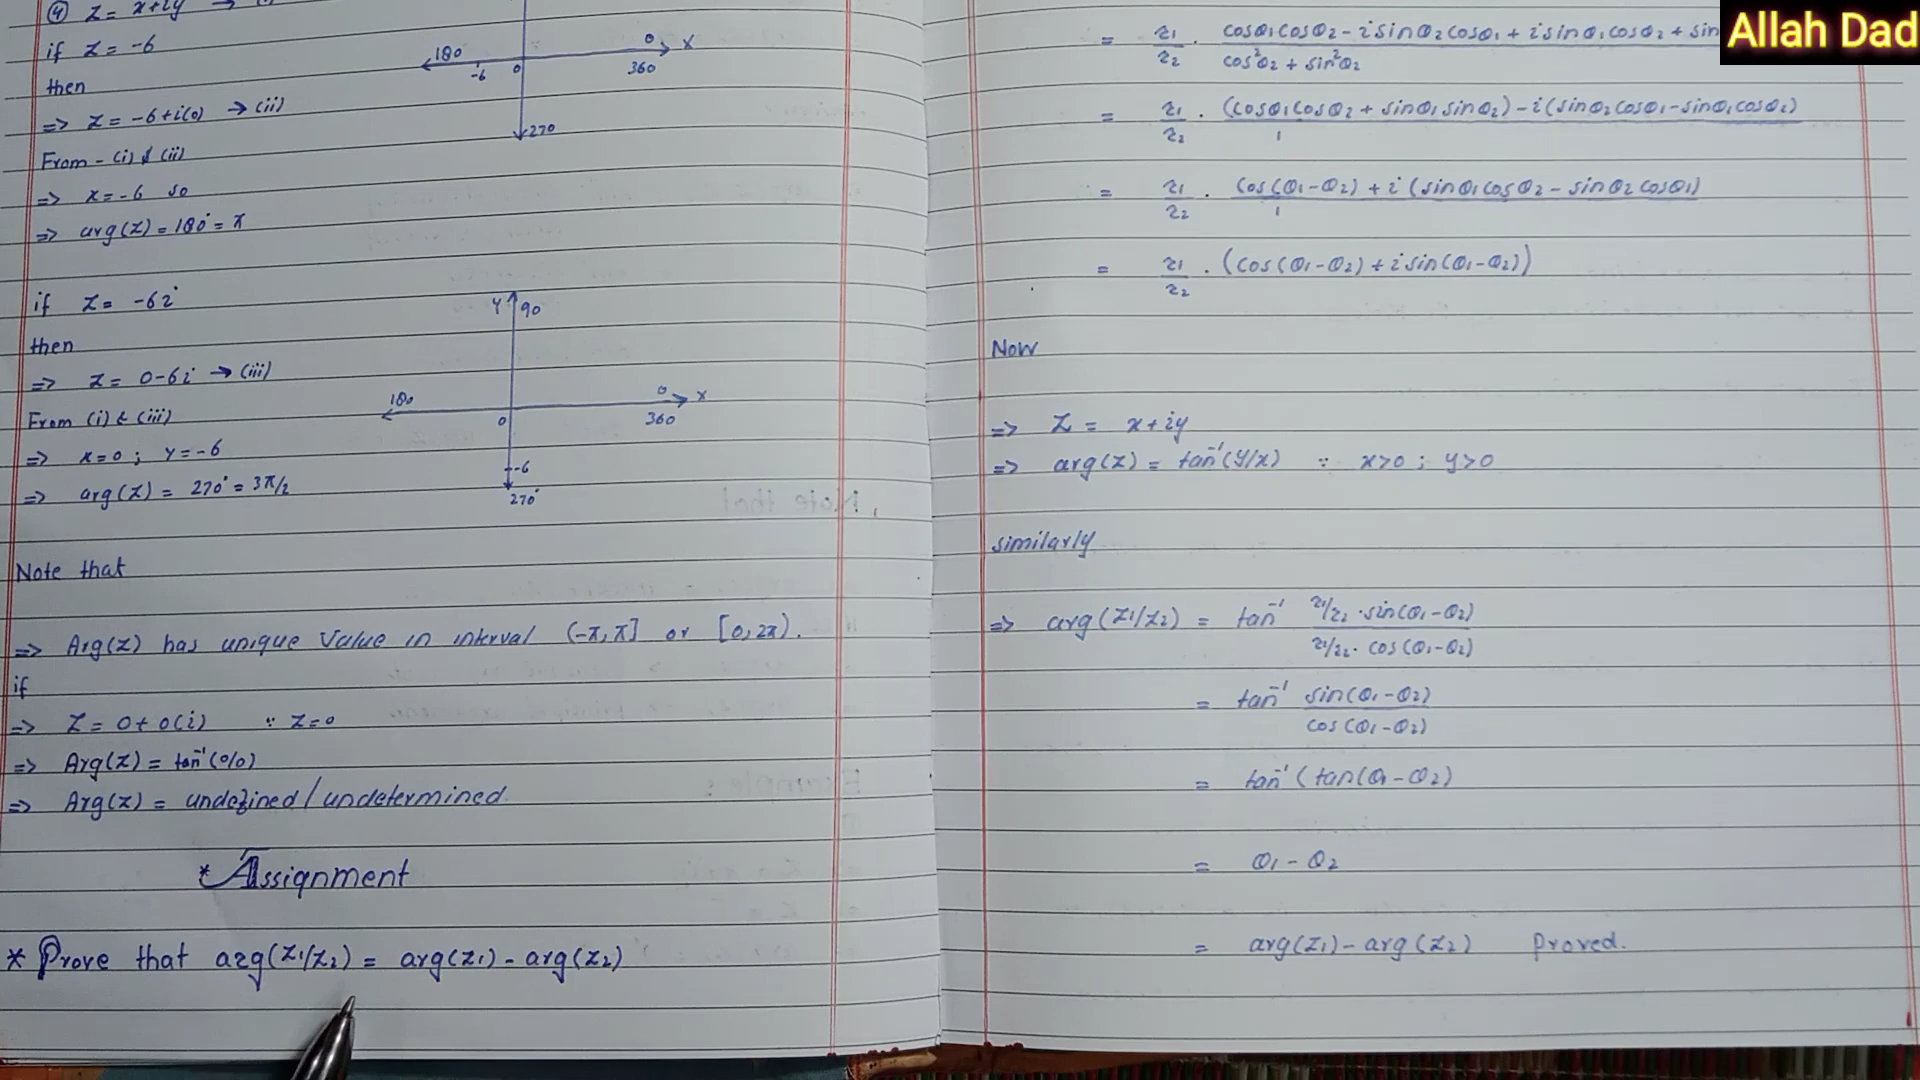 ④ Z = x+iy →
if Z = -6
then
=> Z = -6+i(0) → (ii)
From - (i) & (ii)
=> x = -6 so
=> arg(Z) = 180° = π
180 -6 0 0 360 X
270
if Z = -6i
then
=> Z = 0-6i → (iii)
From (i) & (iii)
=> x=0 ; y=-6
=> arg(Z) = 270° = 3π/2
Y 90
180 0 0 360 X
-6
270°
Note that
=> Arg(Z) has unique Value in interval (-π, π] or [0, 2π).
if
=> Z = 0+0(i) ∵ Z=0
=> Arg(Z) = tan⁻¹(0/0)
=> Arg(Z) = undefined / undetermined.
* Assignment
* Prove that arg(Z1/Z2) = arg(Z1) - arg(Z2)
Allah Dad
= r1/r2 . cosθ1cosθ2 - i sinθ2cosθ1 + i sinθ1cosθ2 + sin / cos²θ2 + sin²θ2
= r1/r2 . (cosθ1cosθ2 + sinθ1sinθ2) - i(sinθ2cosθ1 - sinθ1cosθ2) / 1
= r1/r2 . cos(θ1-θ2) + i(sinθ1cosθ2 - sinθ2cosθ1) / 1
= r1/r2 . (cos(θ1-θ2) + i sin(θ1-θ2))
Now
=> Z = x+iy
=> arg(Z) = tan⁻¹(y/x) ∵ x>0 ; y>0
similarly
=> arg(Z1/Z2) = tan⁻¹ r1/r2 . sin(θ1-θ2) / r1/r2 . cos(θ1-θ2)
= tan⁻¹ sin(θ1-θ2) / cos(θ1-θ2)
= tan⁻¹(tan(θ1-θ2)
= θ1 - θ2
= arg(Z1) - arg(Z2) Proved.